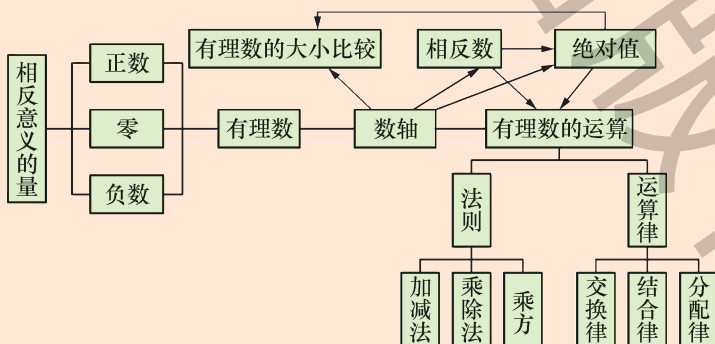 有理数的大小比较
相反数
绝对值
相反意义的量
正数
零
负数
有理数
数轴
有理数的运算
法则
运算律
加减法
乘除法
乘方
交换律
结合律
分配律